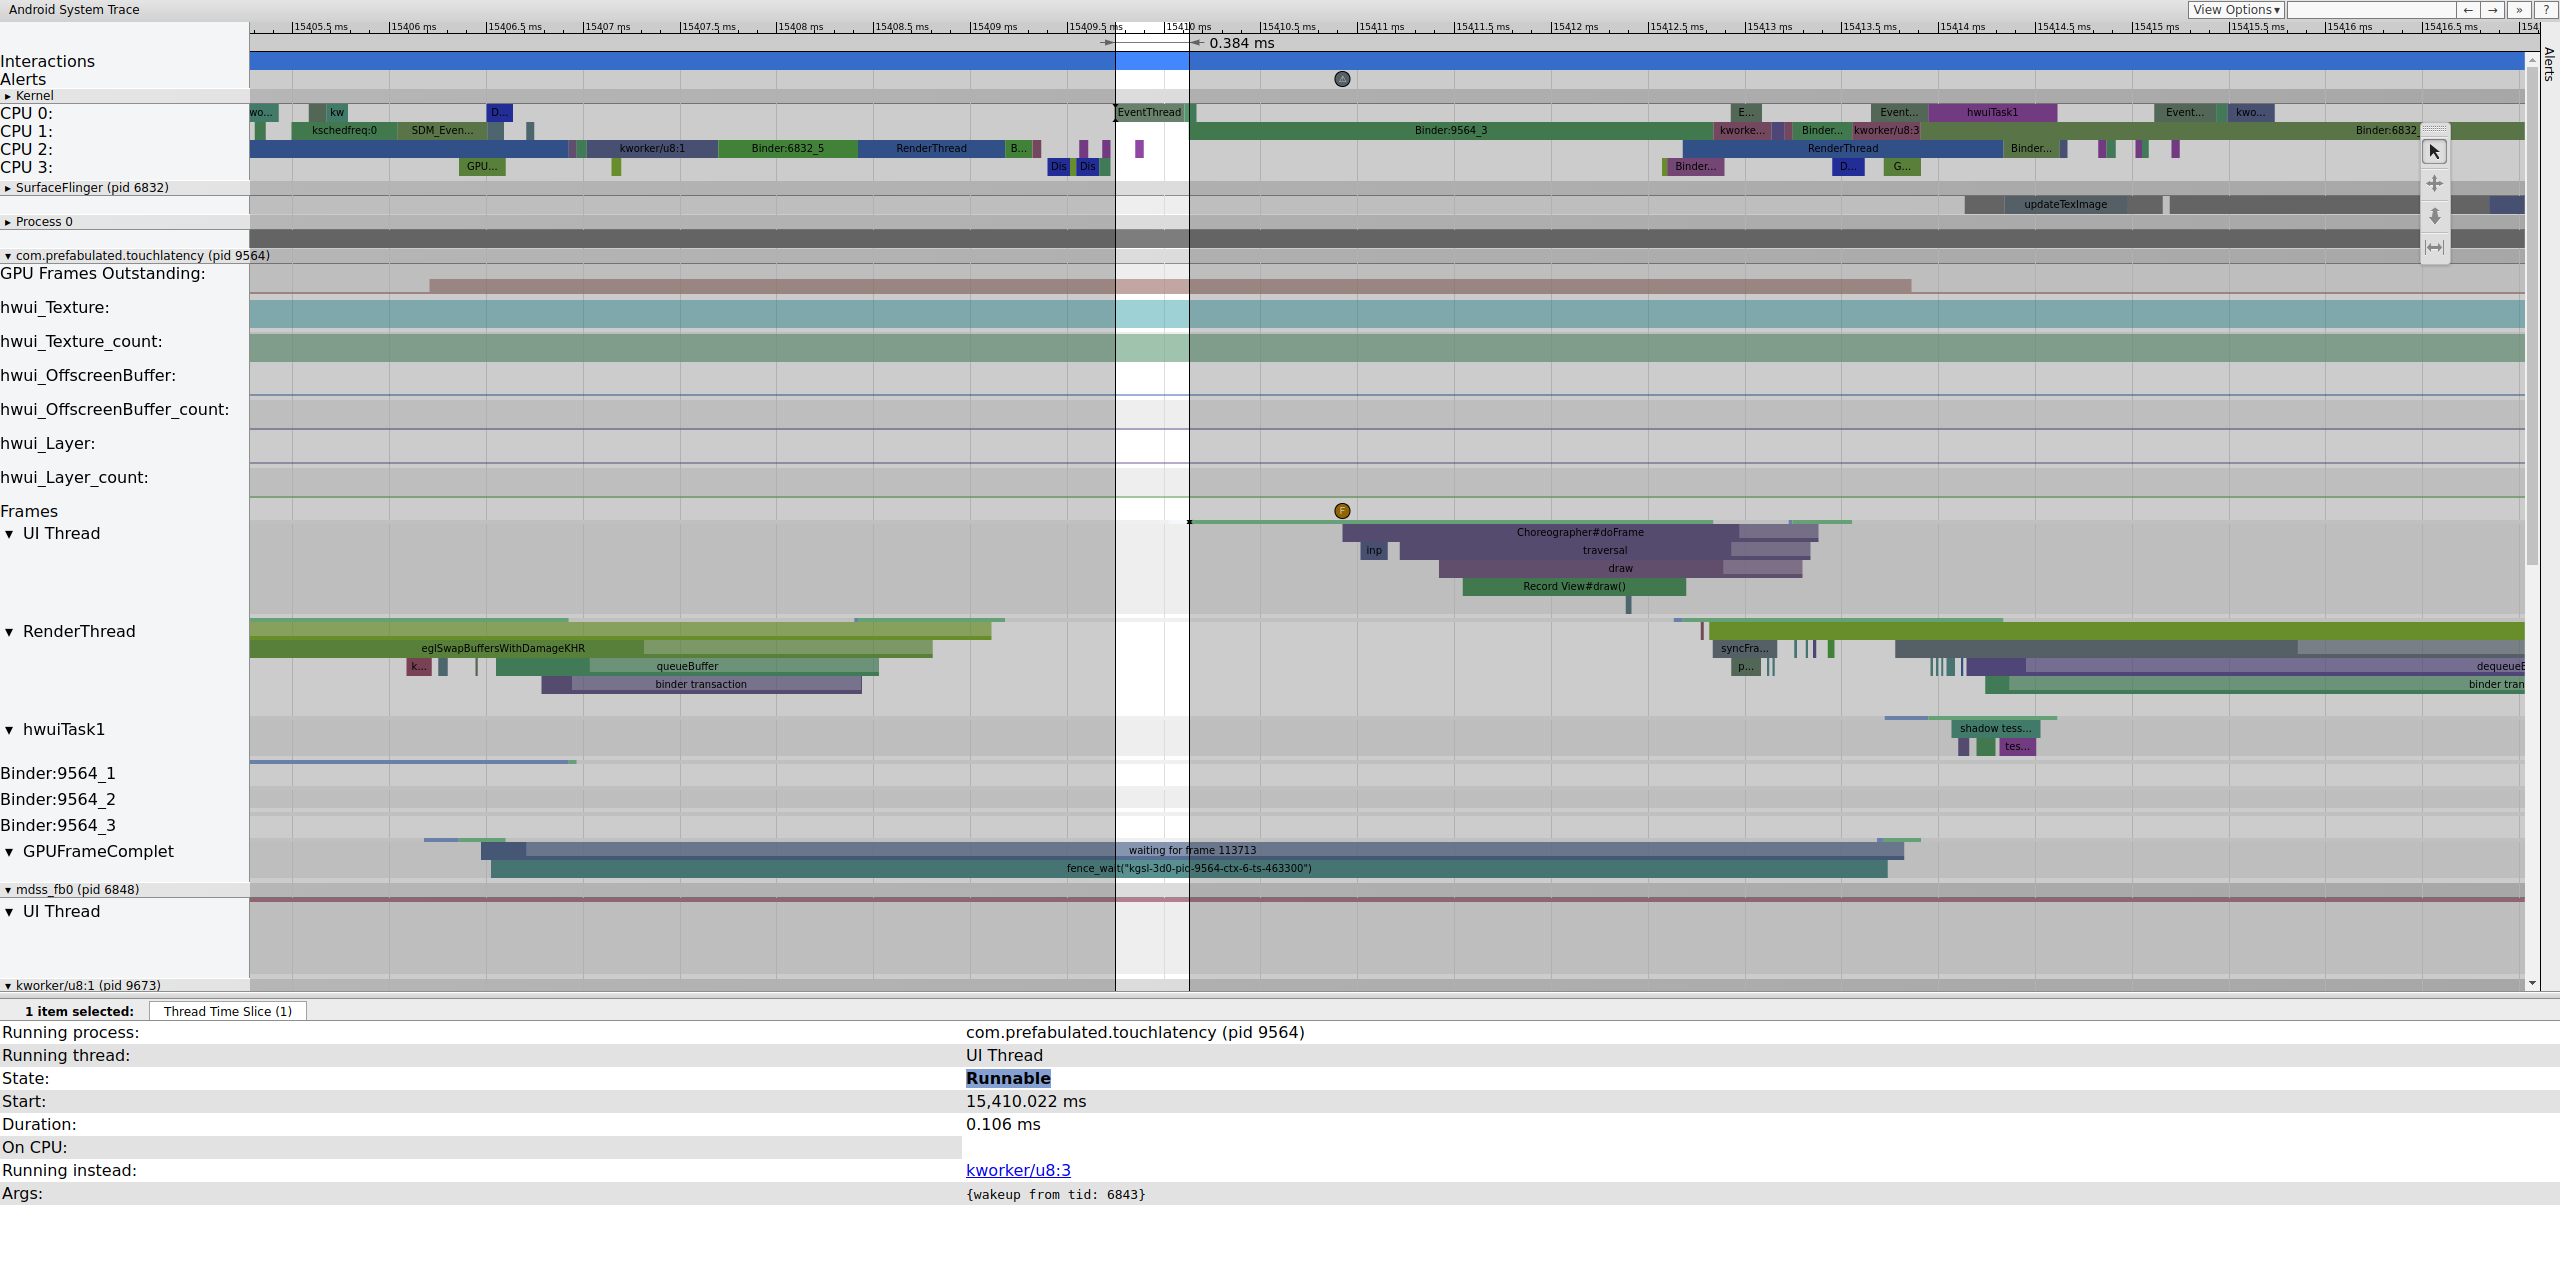 Android System Trace
View Options▾ ← → » ?
15405.5 ms 15406 ms 15406.5 ms 15407 ms 15407.5 ms 15408 ms 15408.5 ms 15409 ms 15409.5 ms 15410 ms 15410.5 ms 15411 ms 15411.5 ms 15412 ms 15412.5 ms 15413 ms 15413.5 ms 15414 ms 15414.5 ms 15415 ms 15415.5 ms 15416 ms 15416.5 ms 154
0.384 ms
Alerts
Interactions
Alerts
▸ Kernel
CPU 0: wo... kw D... EventThread E... Event... hwuiTask1 Event... kwo...
CPU 1: kschedfreq:0 SDM_Even... Binder:9564_3 kworke... Binder... kworker/u8:3 Binder:6832_
CPU 2: kworker/u8:1 Binder:6832_5 RenderThread B... RenderThread Binder...
CPU 3: GPU... Dis Dis Binder... D... G...
▸ SurfaceFlinger (pid 6832)
updateTexImage
▸ Process 0
▾ com.prefabulated.touchlatency (pid 9564)
GPU Frames Outstanding:
hwui_Texture:
hwui_Texture_count:
hwui_OffscreenBuffer:
hwui_OffscreenBuffer_count:
hwui_Layer:
hwui_Layer_count:
Frames F
▾ UI Thread Choreographer#doFrame
inp traversal
draw
Record View#draw()
▾ RenderThread
eglSwapBuffersWithDamageKHR syncFra...
k... queueBuffer p... dequeueB
binder transaction binder tran
▾ hwuiTask1 shadow tess...
tes...
Binder:9564_1
Binder:9564_2
Binder:9564_3
▾ GPUFrameComplet waiting for frame 113713
fence_wait("kgsl-3d0-pid-9564-ctx-6-ts-463300")
▾ mdss_fb0 (pid 6848)
▾ UI Thread
▾ kworker/u8:1 (pid 9673)
1 item selected: Thread Time Slice (1)
Running process: com.prefabulated.touchlatency (pid 9564)
Running thread: UI Thread
State: Runnable
Start: 15,410.022 ms
Duration: 0.106 ms
On CPU:
Running instead: kworker/u8:3
Args: {wakeup from tid: 6843}